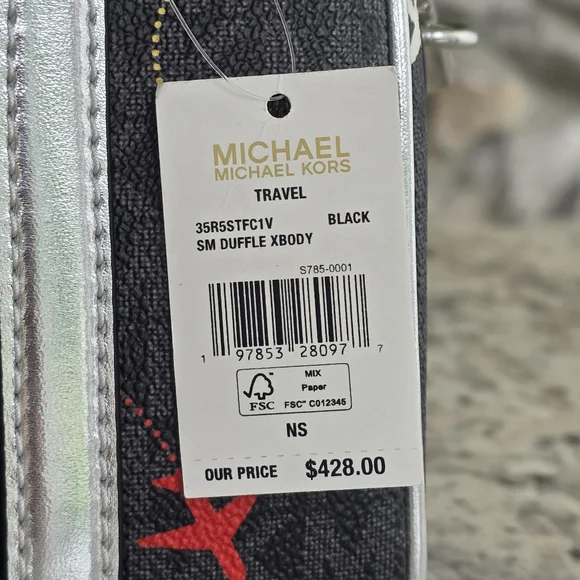 MICHAEL
MICHAEL KORS
TRAVEL
35R5STFC1V BLACK
SM DUFFLE XBODY
S785-0001
1 97853 28097 7
FSC
MIX
Paper
FSC™ C012345
NS
OUR PRICE $428.00